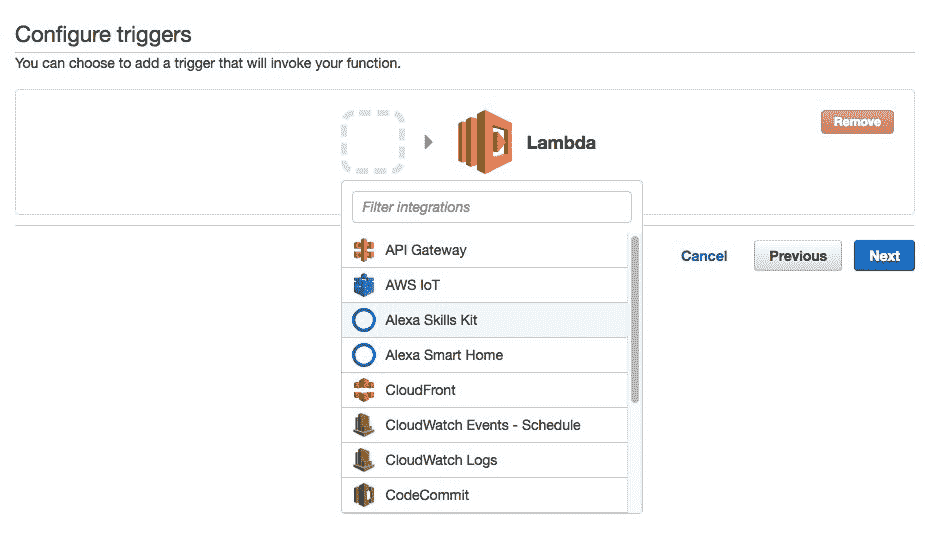 Configure triggers
You can choose to add a trigger that will invoke your function.
Lambda
Remove
Filter integrations
API Gateway
AWS IoT
Alexa Skills Kit
Alexa Smart Home
CloudFront
CloudWatch Events - Schedule
CloudWatch Logs
CodeCommit
Cancel
Previous
Next